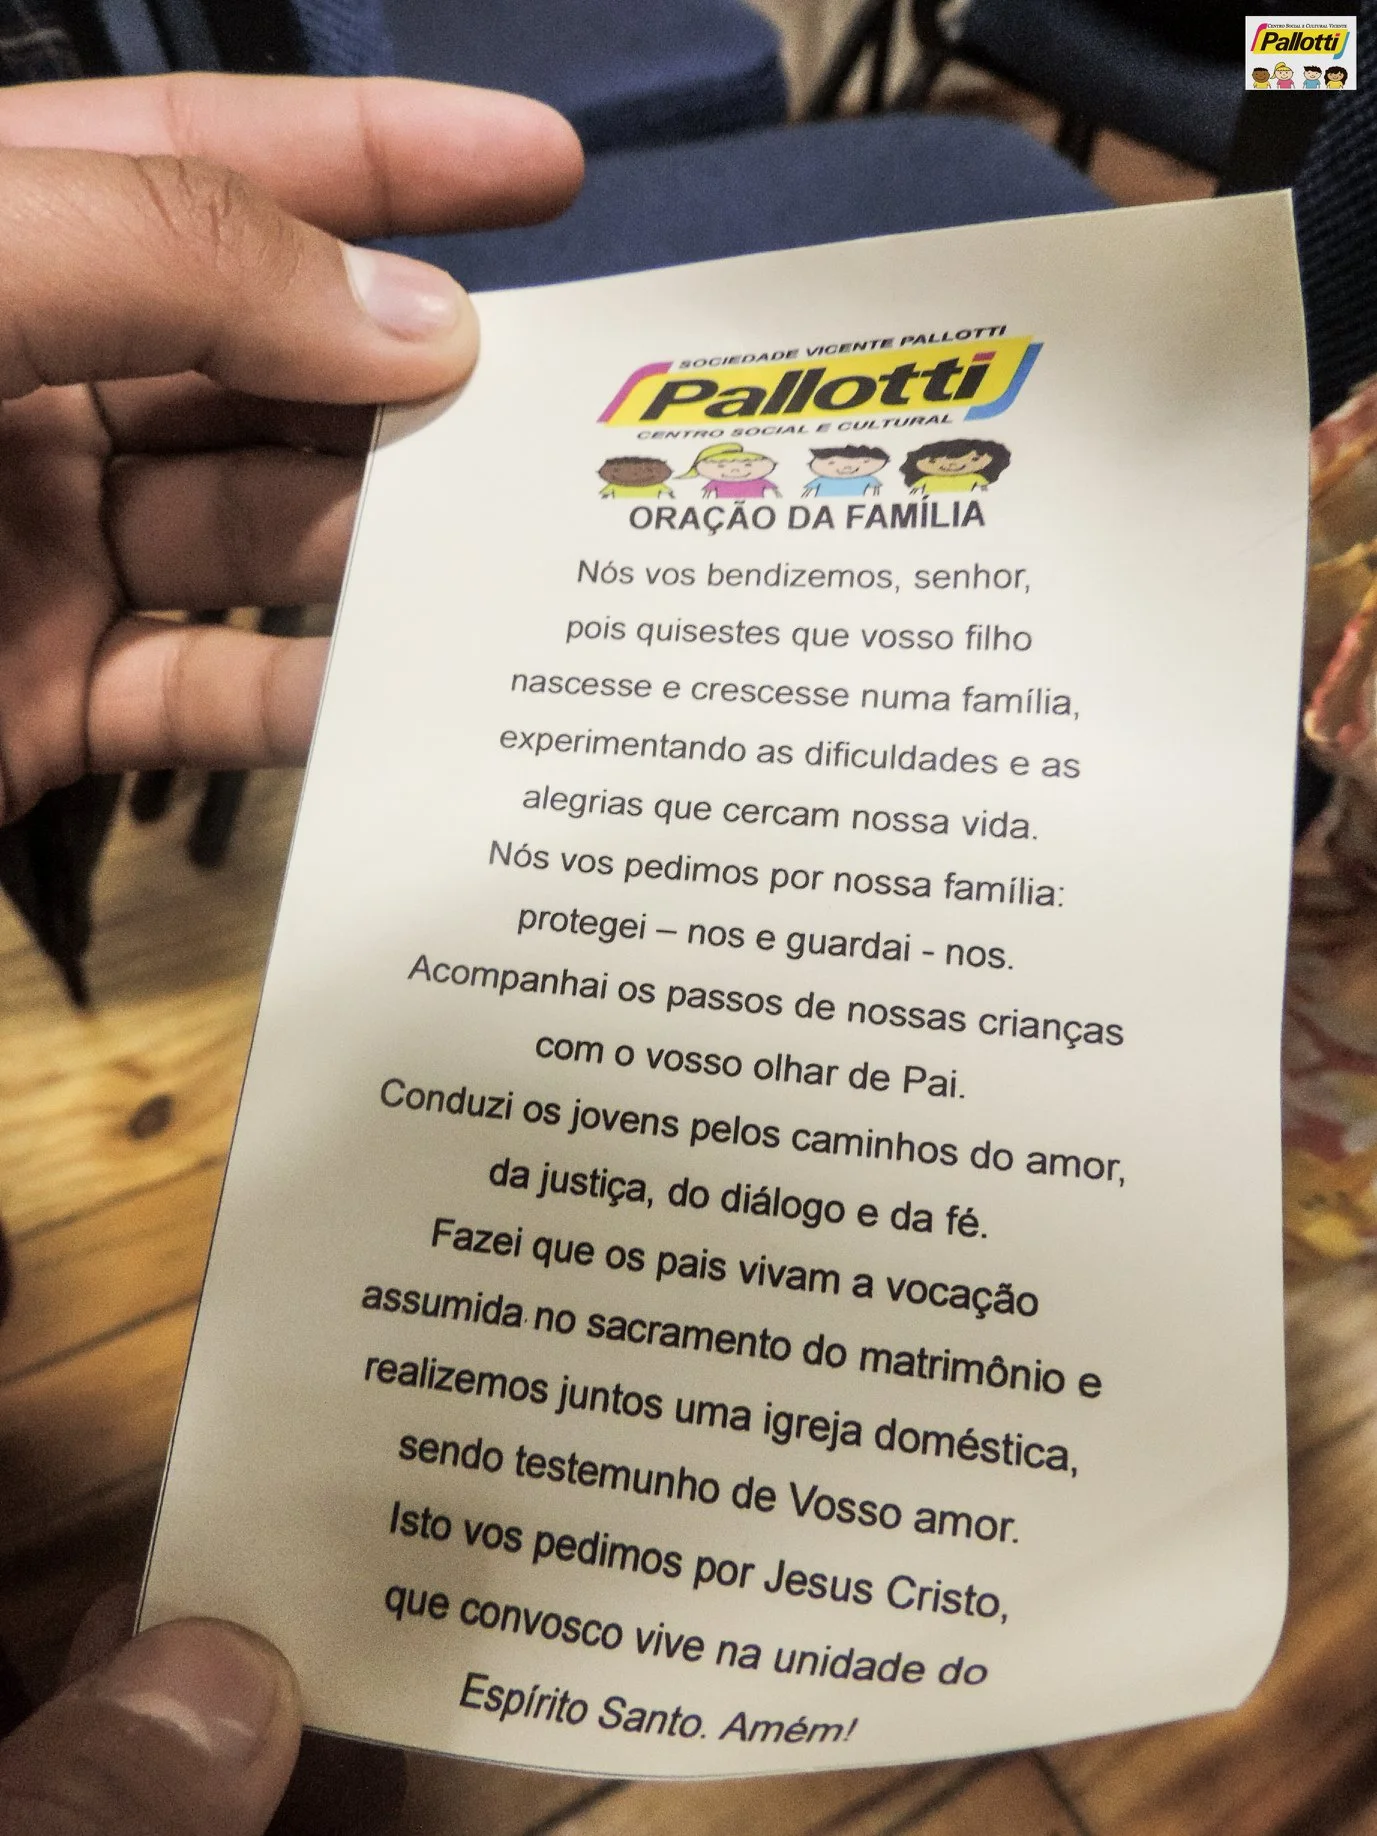 CENTRO SOCIAL E CULTURAL VICENTE
Pallotti
SOCIEDADE VICENTE PALLOTTI
Pallotti
CENTRO SOCIAL E CULTURAL
ORAÇÃO DA FAMÍLIA
Nós vos bendizemos, senhor,
pois quisestes que vosso filho
nascesse e crescesse numa família,
experimentando as dificuldades e as
alegrias que cercam nossa vida.
Nós vos pedimos por nossa família:
protegei – nos e guardai - nos.
Acompanhai os passos de nossas crianças
com o vosso olhar de Pai.
Conduzi os jovens pelos caminhos do amor,
da justiça, do diálogo e da fé.
Fazei que os pais vivam a vocação
assumida no sacramento do matrimônio e
realizemos juntos uma igreja doméstica,
sendo testemunho de Vosso amor.
Isto vos pedimos por Jesus Cristo,
que convosco vive na unidade do
Espírito Santo. Amém!